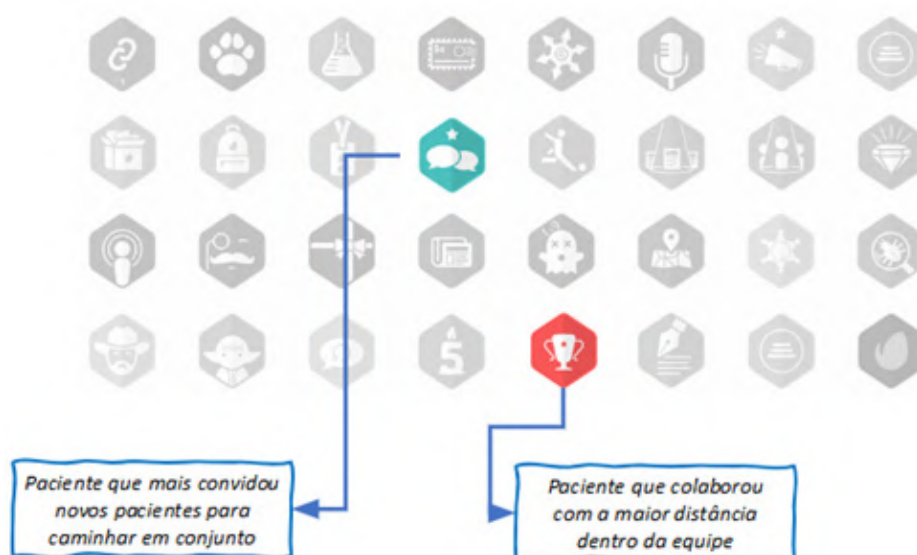 5
Paciente que mais convidou
novos pacientes para
caminhar em conjunto
Paciente que colaborou
com a maior distância
dentro da equipe